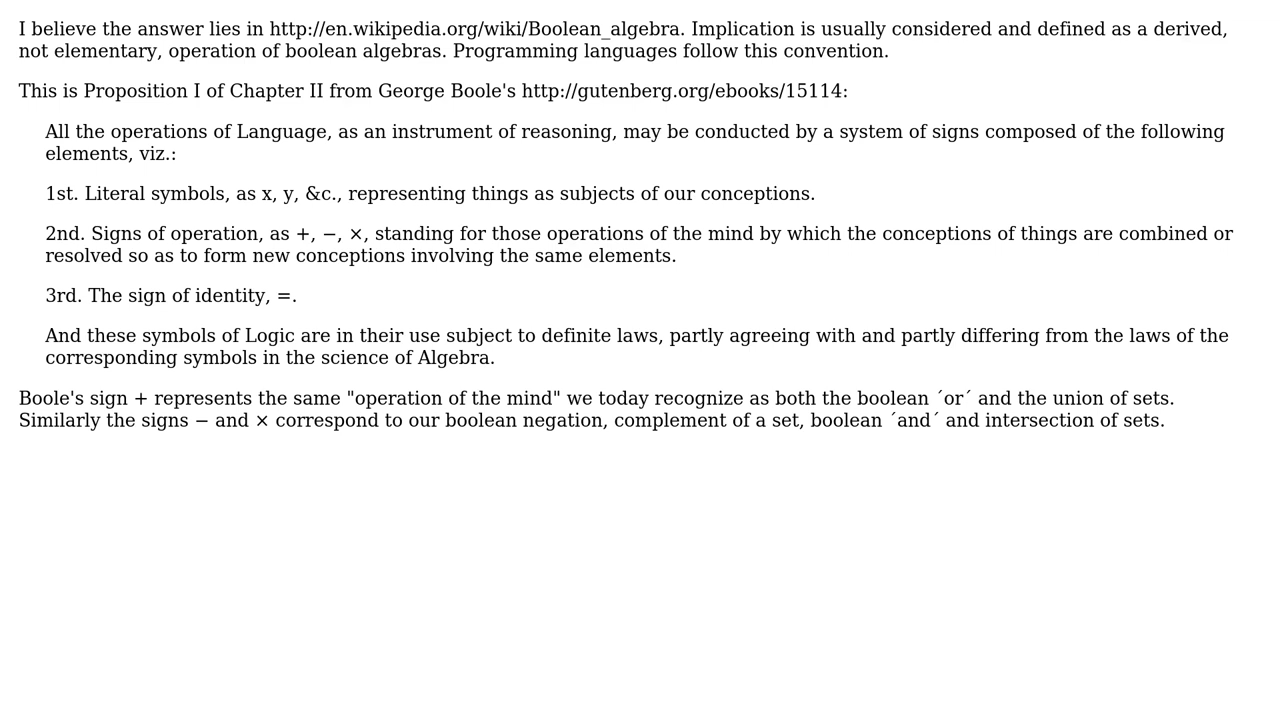 I believe the answer lies in http://en.wikipedia.org/wiki/Boolean_algebra. Implication is usually considered and defined as a derived,
not elementary, operation of boolean algebras. Programming languages follow this convention.
This is Proposition I of Chapter II from George Boole's http://gutenberg.org/ebooks/15114:
All the operations of Language, as an instrument of reasoning, may be conducted by a system of signs composed of the following
elements, viz.:
1st. Literal symbols, as x, y, &c., representing things as subjects of our conceptions.
2nd. Signs of operation, as +, −, ×, standing for those operations of the mind by which the conceptions of things are combined or
resolved so as to form new conceptions involving the same elements.
3rd. The sign of identity, =.
And these symbols of Logic are in their use subject to definite laws, partly agreeing with and partly differing from the laws of the
corresponding symbols in the science of Algebra.
Boole's sign + represents the same "operation of the mind" we today recognize as both the boolean ´or´ and the union of sets.
Similarly the signs − and × correspond to our boolean negation, complement of a set, boolean ´and´ and intersection of sets.